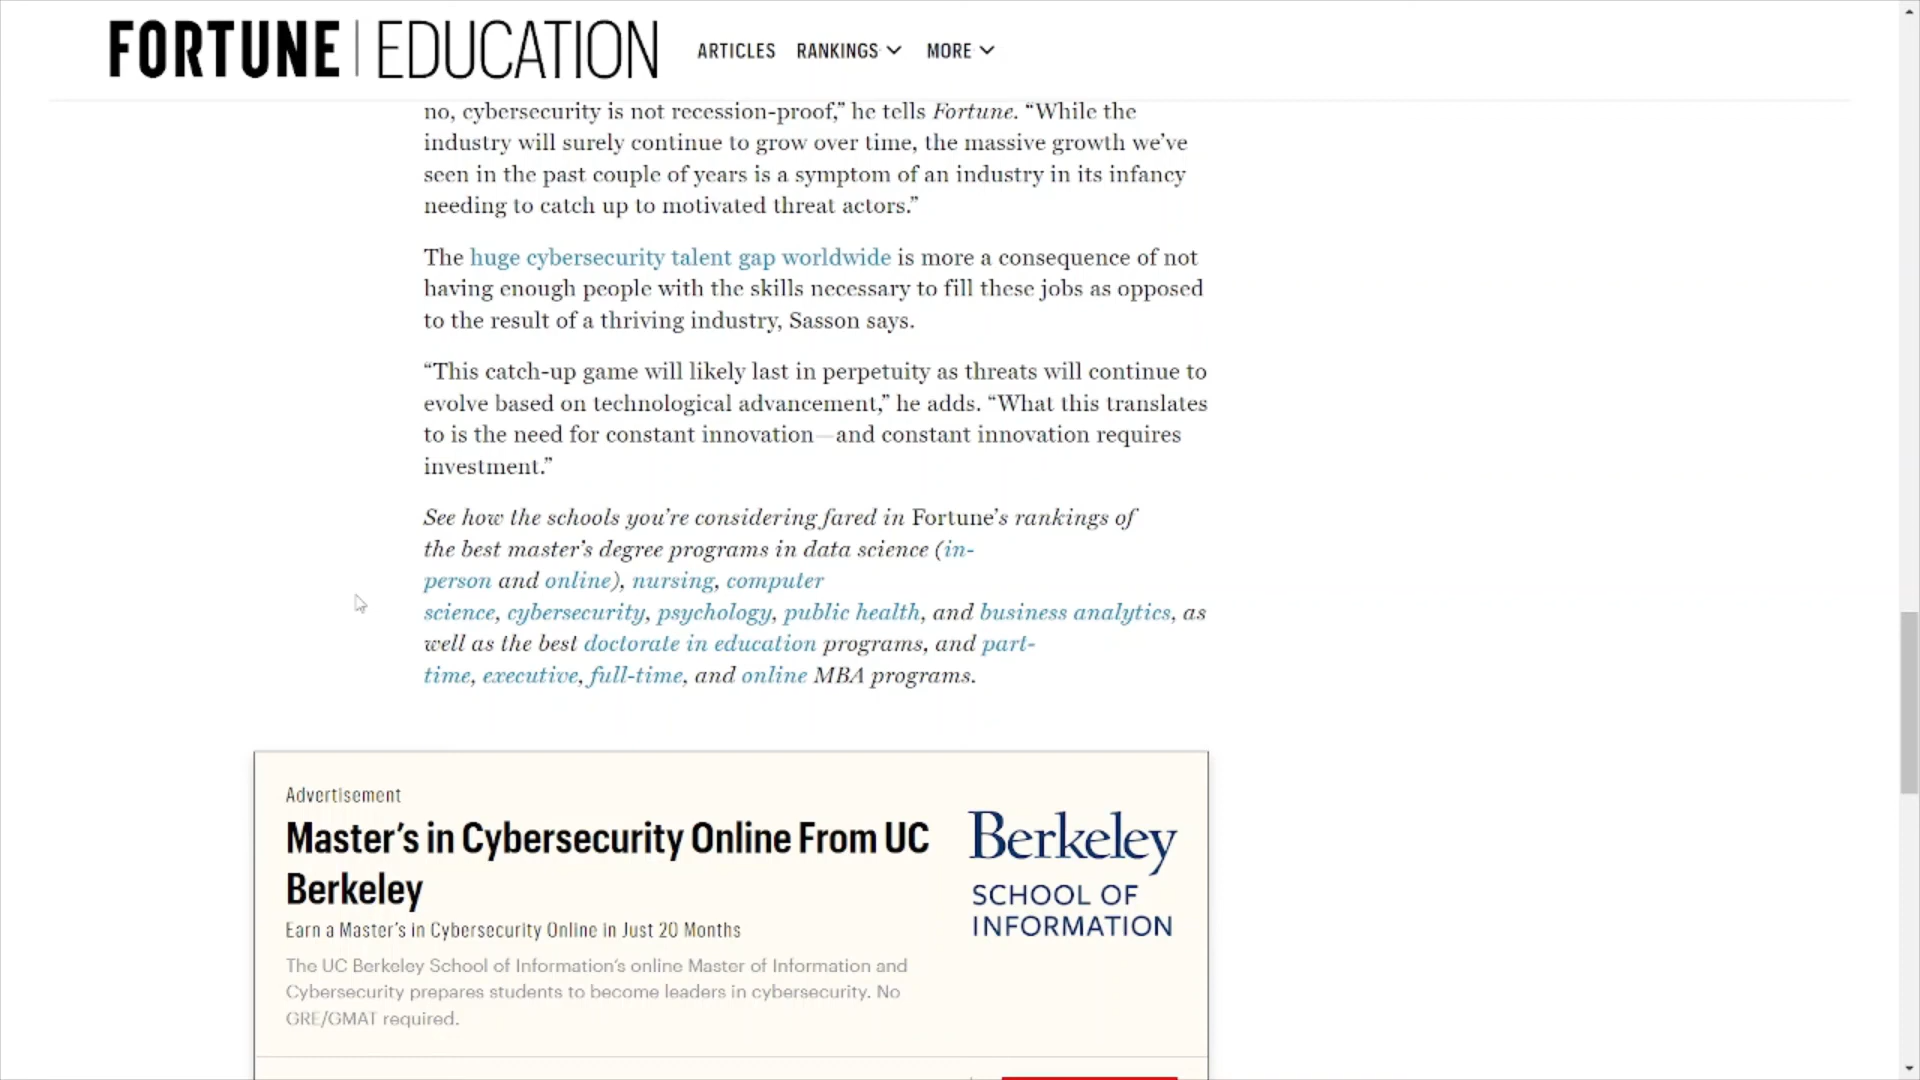 FORTUNE | EDUCATION ARTICLES RANKINGS MORE
no, cybersecurity is not recession-proof,” he tells Fortune. “While the
industry will surely continue to grow over time, the massive growth we’ve
seen in the past couple of years is a symptom of an industry in its infancy
needing to catch up to motivated threat actors.”
The huge cybersecurity talent gap worldwide is more a consequence of not
having enough people with the skills necessary to fill these jobs as opposed
to the result of a thriving industry, Sasson says.
“This catch-up game will likely last in perpetuity as threats will continue to
evolve based on technological advancement,” he adds. “What this translates
to is the need for constant innovation—and constant innovation requires
investment.”
See how the schools you’re considering fared in Fortune’s rankings of
the best master’s degree programs in data science (in-
person and online), nursing, computer
science, cybersecurity, psychology, public health, and business analytics, as
well as the best doctorate in education programs, and part-
time, executive, full-time, and online MBA programs.
Advertisement
Master’s in Cybersecurity Online From UC
Berkeley
Earn a Master’s in Cybersecurity Online in Just 20 Months
The UC Berkeley School of Information’s online Master of Information and
Cybersecurity prepares students to become leaders in cybersecurity. No
GRE/GMAT required.
Berkeley
SCHOOL OF
INFORMATION